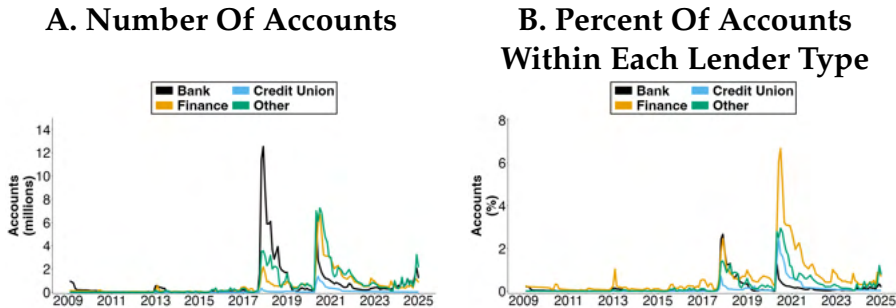 A. Number Of Accounts
Bank Credit Union
Finance Other
Accounts
(millions)
14
12
10
8
6
4
2
0
2009 2011 2013 2015 2017 2019 2021 2023 2025
B. Percent Of Accounts
Within Each Lender Type
Bank Credit Union
Finance Other
Accounts
(%)
8
6
4
2
0
2009 2011 2013 2015 2017 2019 2021 2023 2025